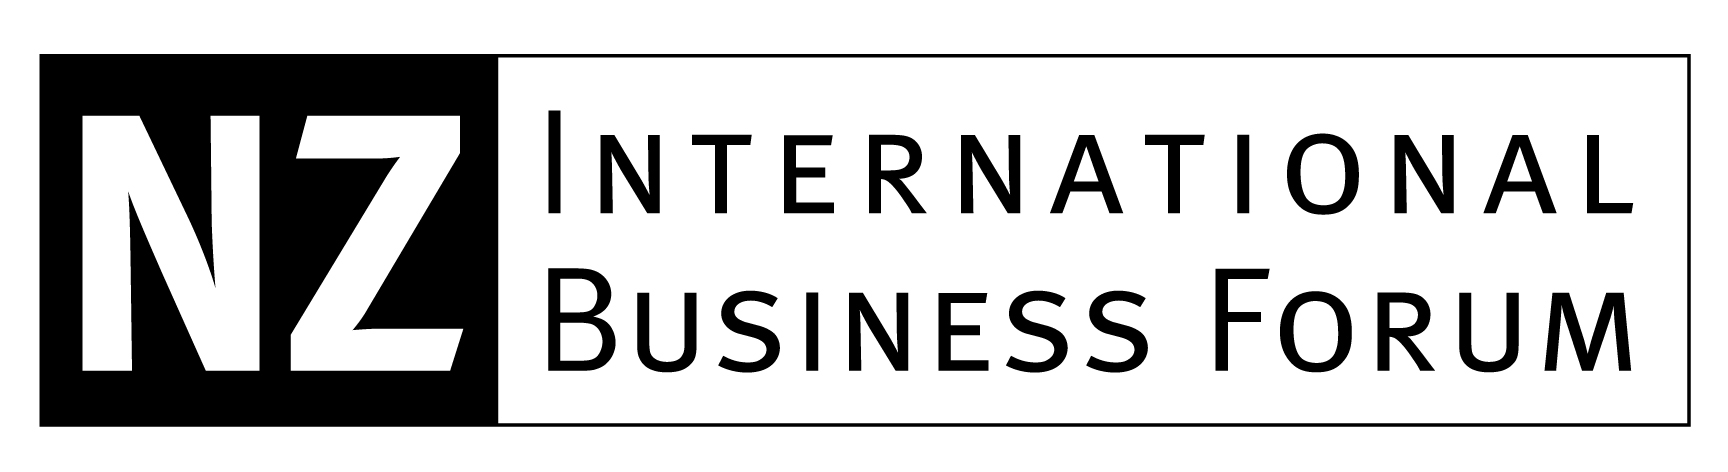 NZ
INTERNATIONAL
BUSINESS FORUM